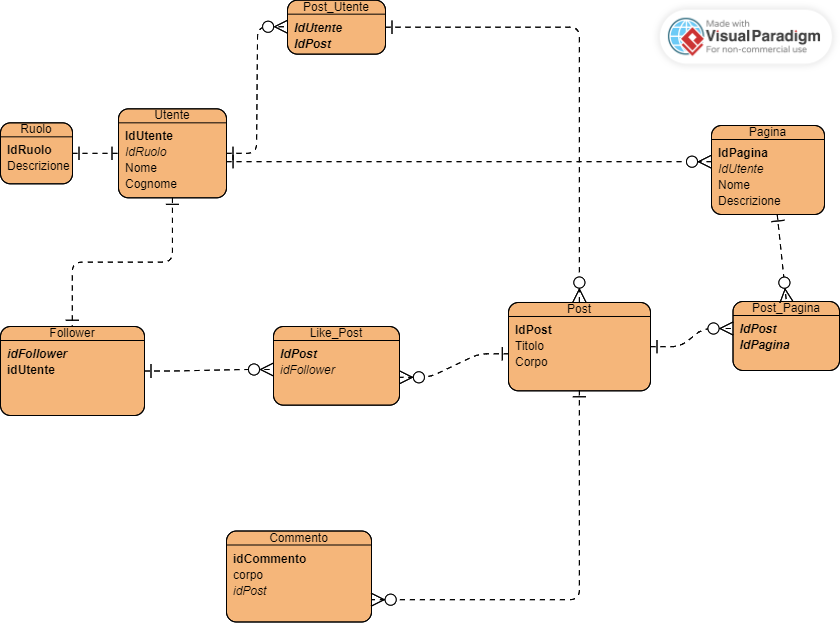 Post_Utente
IdUtente
IdPost
Made with
VisualParadigm
For non-commercial use
Ruolo
IdRuolo
Descrizione
Utente
IdUtente
IdRuolo
Nome
Cognome
Pagina
IdPagina
IdUtente
Nome
Descrizione
Follower
idFollower
idUtente
Like_Post
IdPost
idFollower
Post
IdPost
Titolo
Corpo
Post_Pagina
IdPost
IdPagina
Commento
idCommento
corpo
idPost